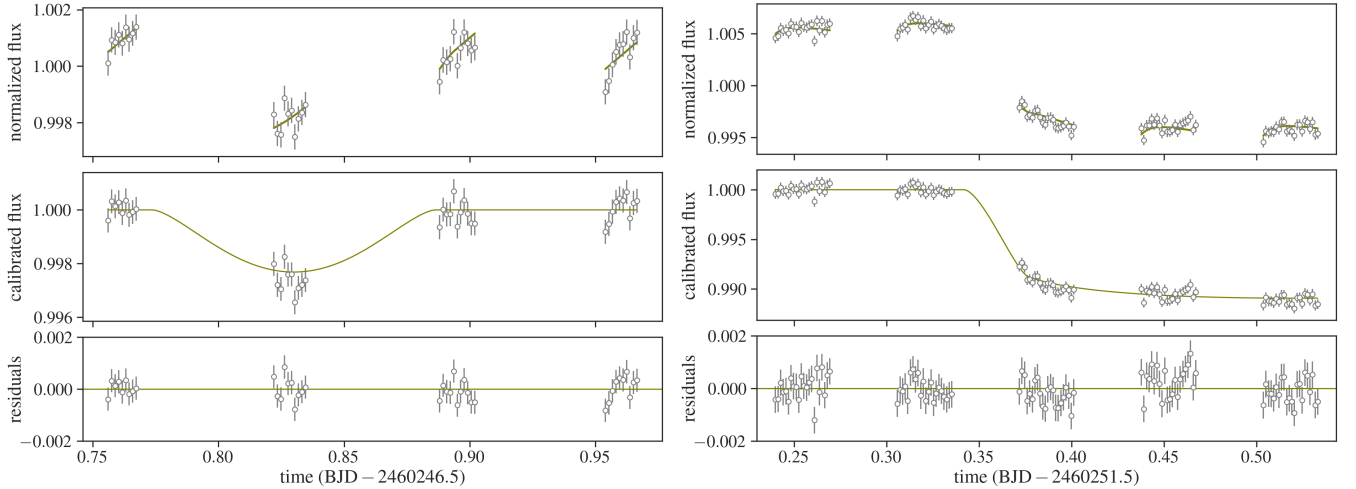 1.002
1.000
0.998
normalized flux
1.000
0.998
0.996
calibrated flux
0.002
0.000
−0.002
residuals
0.75 0.80 0.85 0.90 0.95
time (BJD − 2460246.5)
1.005
1.000
0.995
normalized flux
1.000
0.995
0.990
calibrated flux
0.002
0.000
−0.002
residuals
0.25 0.30 0.35 0.40 0.45 0.50
time (BJD − 2460251.5)